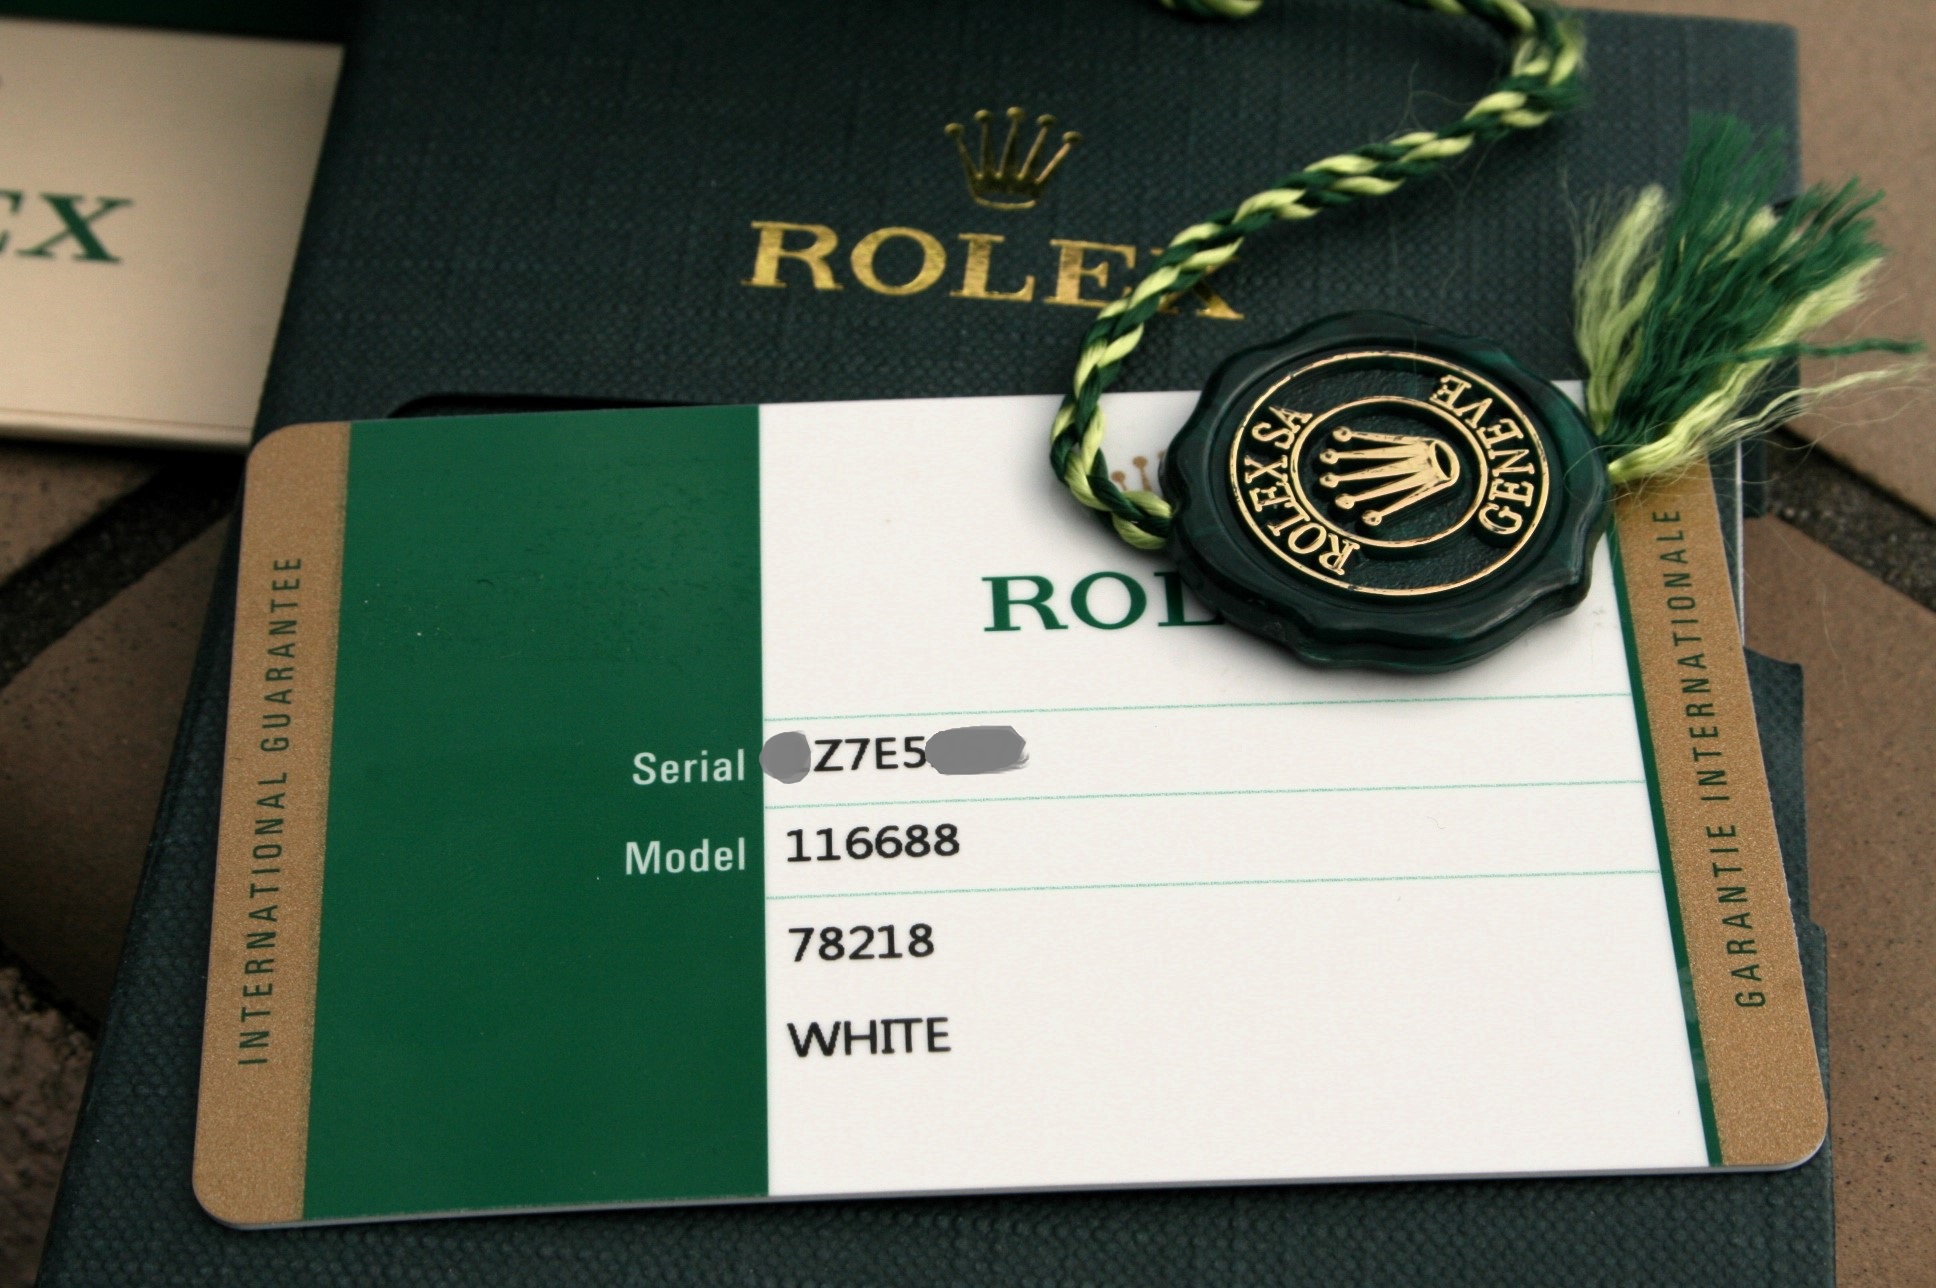 ROLEX
EX
ROLEX SA
GENEVE
ROL
INTERNATIONAL GUARANTEE
GARANTIE INTERNATIONALE
Serial Z7E5
Model 116688
78218
WHITE